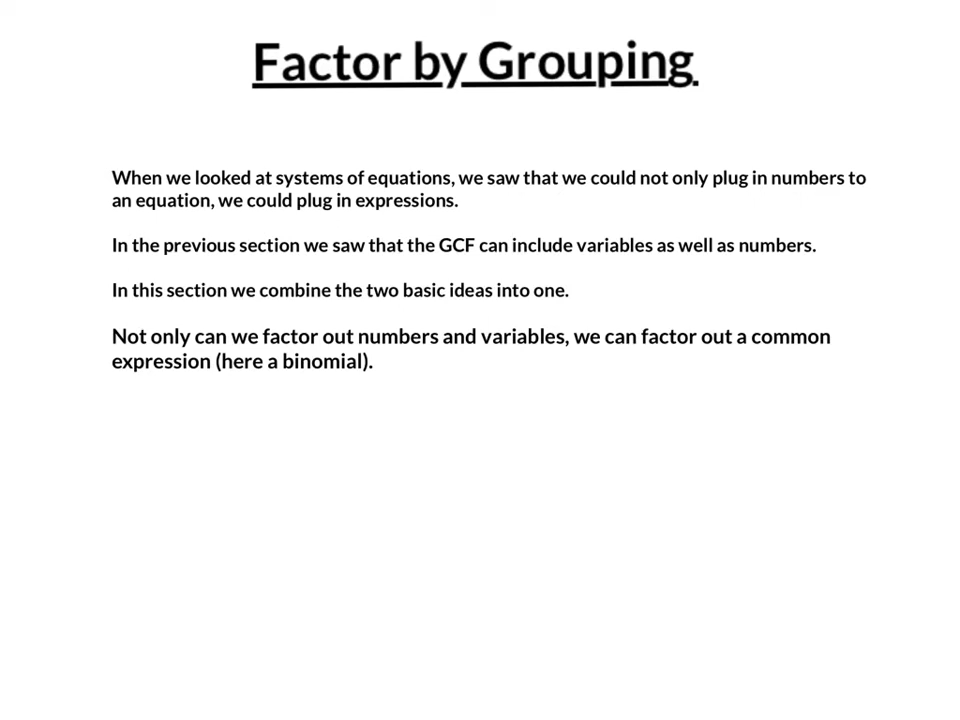 Factor by Grouping
When we looked at systems of equations, we saw that we could not only plug in numbers to
an equation, we could plug in expressions.
In the previous section we saw that the GCF can include variables as well as numbers.
In this section we combine the two basic ideas into one.
Not only can we factor out numbers and variables, we can factor out a common
expression (here a binomial).